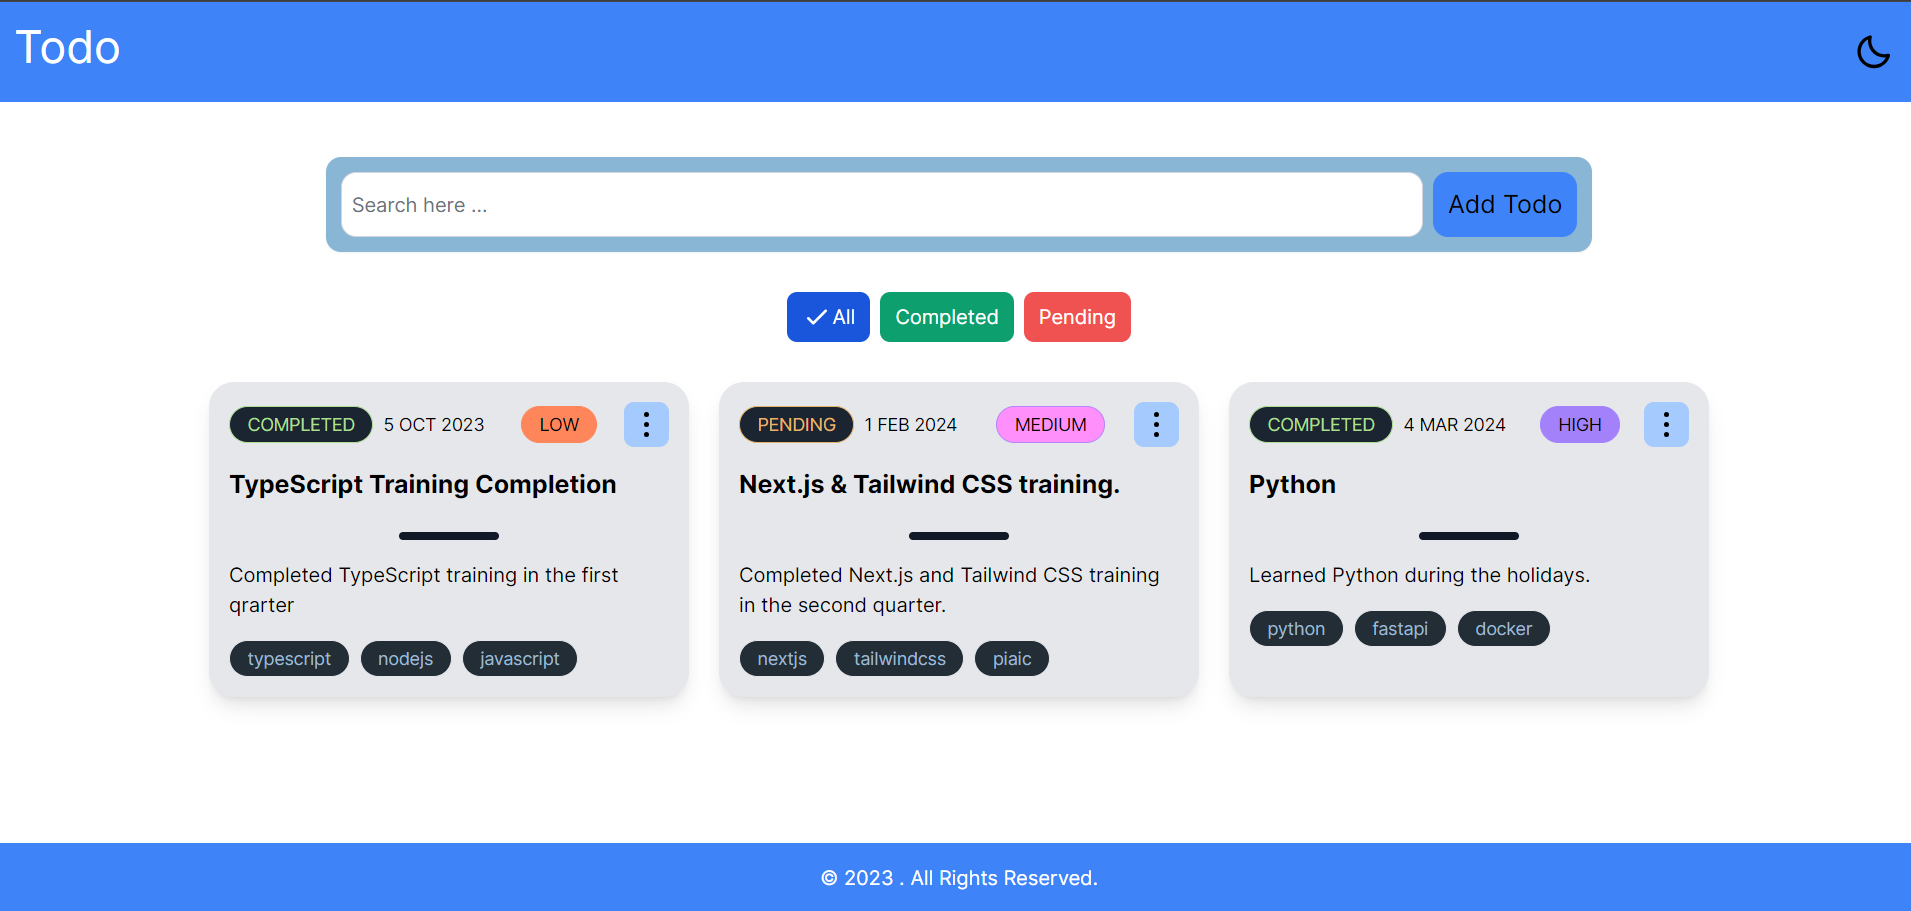 Todo
Search here ...
Add Todo
All
Completed
Pending
COMPLETED 5 OCT 2023 LOW
TypeScript Training Completion
Completed TypeScript training in the first
qrarter
typescript nodejs javascript
PENDING 1 FEB 2024 MEDIUM
Next.js & Tailwind CSS training.
Completed Next.js and Tailwind CSS training
in the second quarter.
nextjs tailwindcss piaic
COMPLETED 4 MAR 2024 HIGH
Python
Learned Python during the holidays.
python fastapi docker
© 2023 . All Rights Reserved.